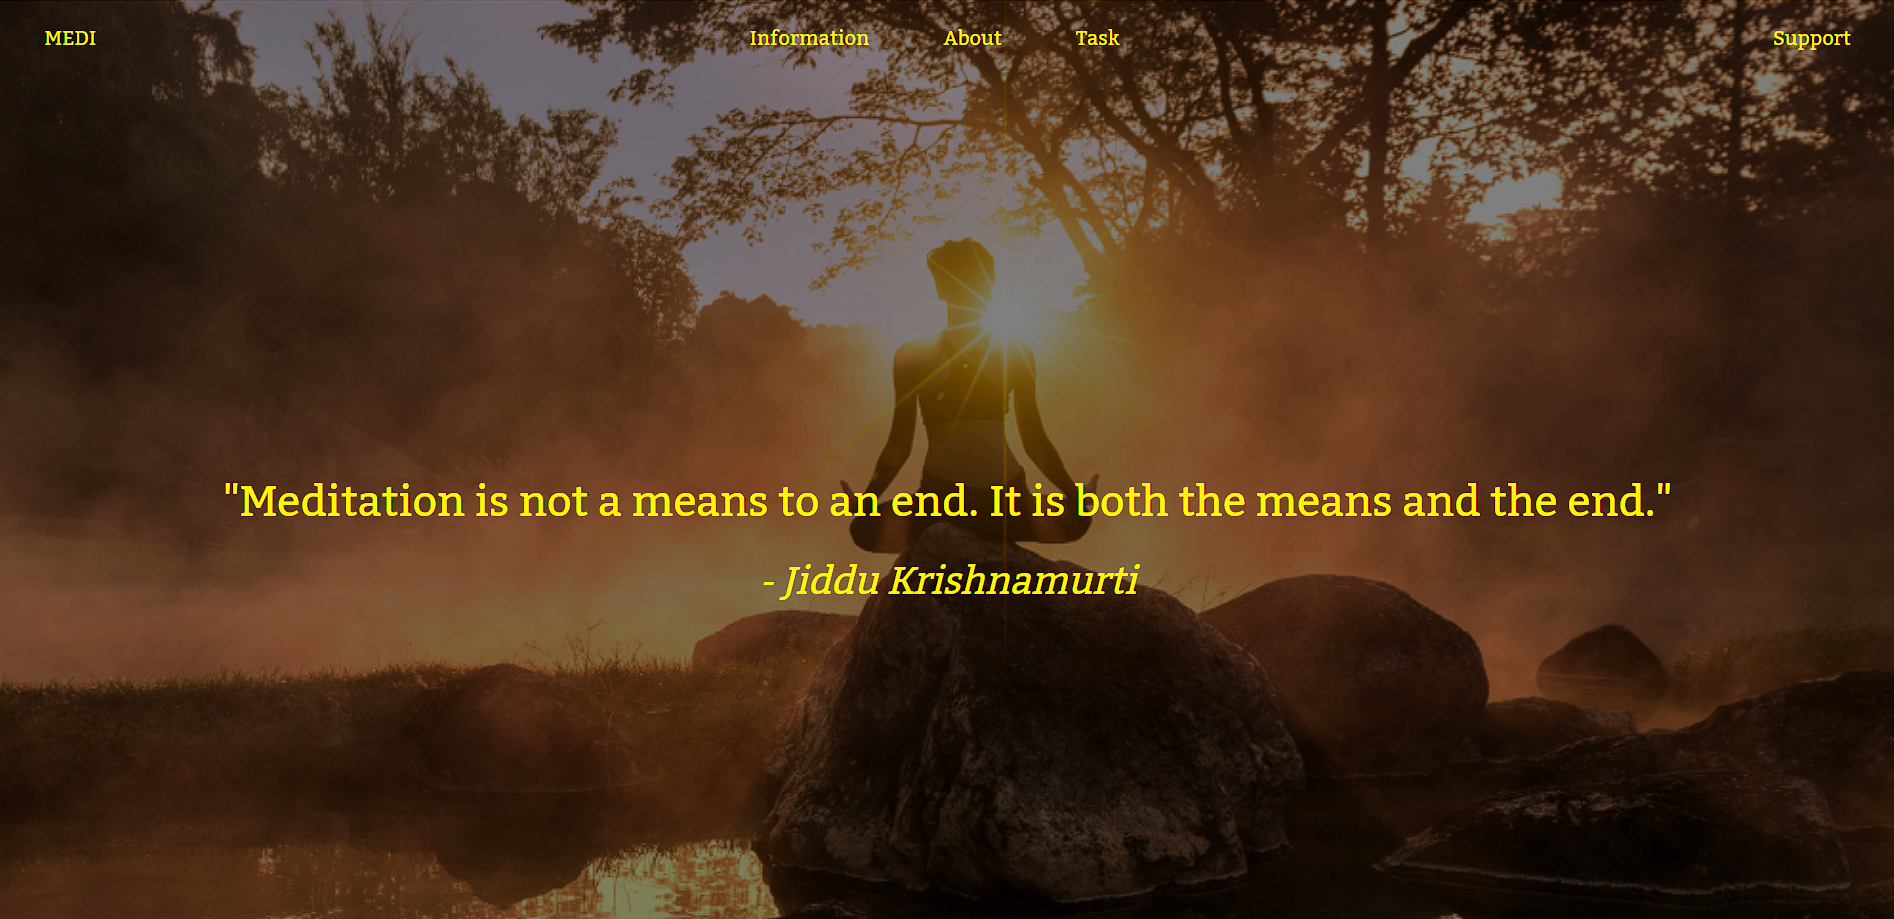 MEDI
Information
About
Task
Support
"Meditation is not a means to an end. It is both the means and the end."
- Jiddu Krishnamurti